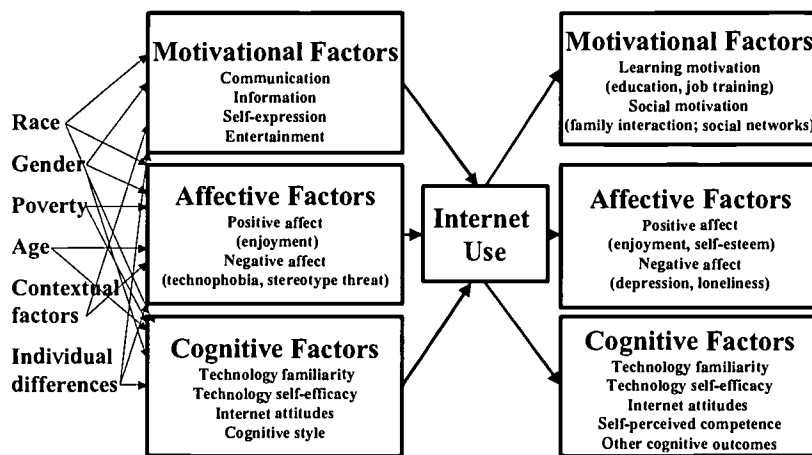 Race
Gender
Poverty
Age
Contextual
factors
Individual
differences
Motivational Factors
Communication
Information
Self-expression
Entertainment
Affective Factors
Positive affect
(enjoyment)
Negative affect
(technophobia, stereotype threat)
Cognitive Factors
Technology familiarity
Technology self-efficacy
Internet attitudes
Cognitive style
Internet
Use
Motivational Factors
Learning motivation
(education, job training)
Social motivation
(family interaction; social networks)
Affective Factors
Positive affect
(enjoyment, self-esteem)
Negative affect
(depression, loneliness)
Cognitive Factors
Technology familiarity
Technology self-efficacy
Internet attitudes
Self-perceived competence
Other cognitive outcomes